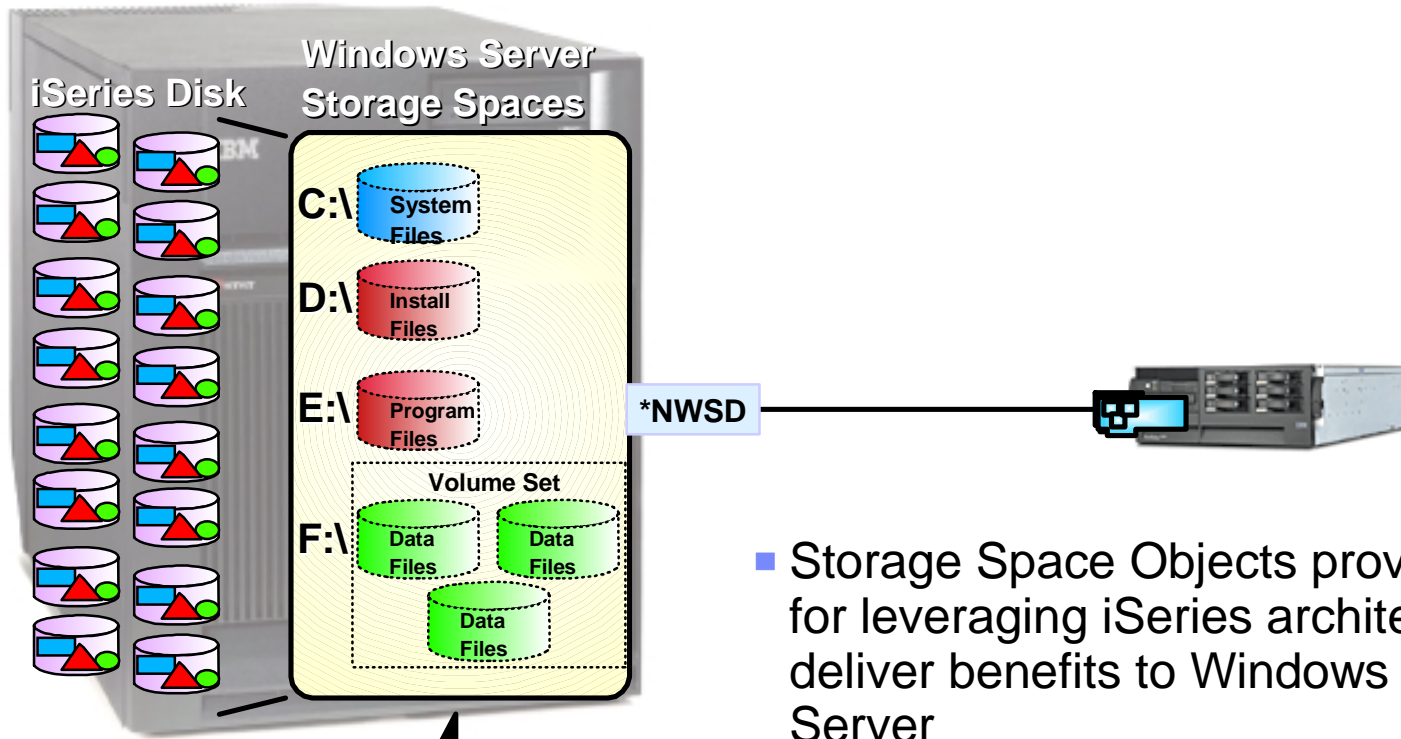 Windows Server
Storage Spaces
iSeries Disk
IBM
C:\
System
Files
D:\
Install
Files
E:\
Program
Files
*NWSD
Volume Set
F:\
Data
Files
Data
Files
Data
Files
Storage Space Objects prov
for leveraging iSeries archite
deliver benefits to Windows
Server